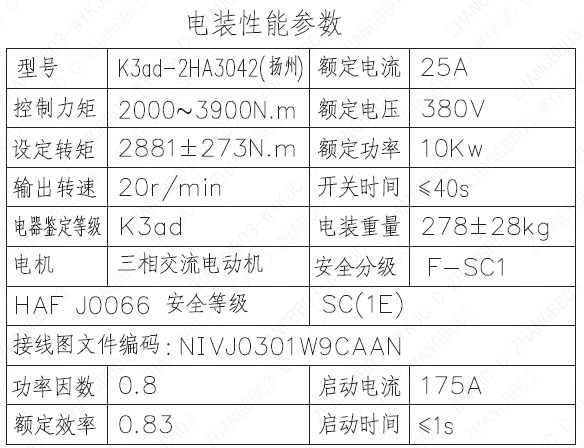 电装性能参数
型号 K3ad-2HA3042(扬州) 额定电流 25A
控制力矩 2000~3900N.m 额定电压 380V
设定转矩 2881±273N.m 额定功率 10Kw
输出转速 20r/min 开关时间 ≤40s
电器鉴定等级 K3ad 电装重量 278±28kg
电机 三相交流电动机 安全分级 F-SC1
HAF J0066 安全等级 SC(1E)
接线图文件编码:NIVJ0301W9CAAN
功率因数 0.8 启动电流 175A
额定效率 0.83 启动时间 ≤1s